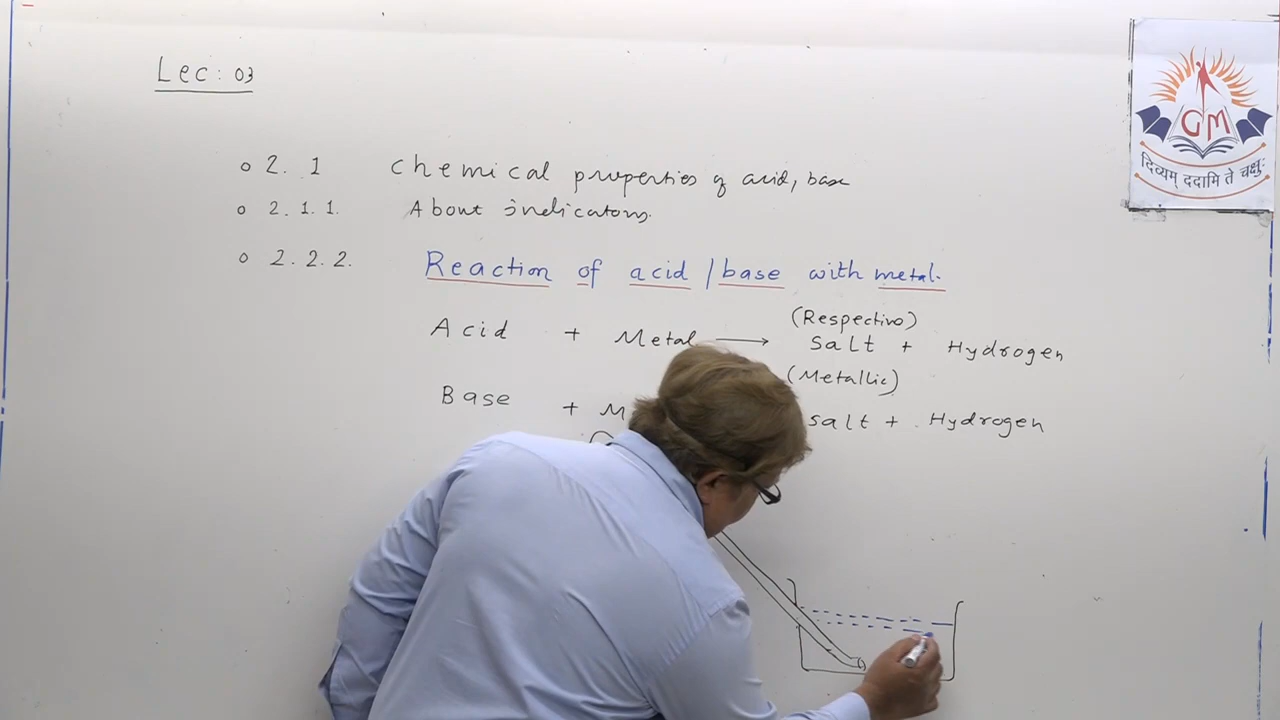 Lec: 03
GM
दिव्यम् ददामि ते चक्षुः
2. 1 Chemical properties of acid, base
2. 1. 1. About indicators.
2. 2. 2. Reaction of acid / base with metal.
(Respective)
Acid + Metal → Salt + Hydrogen
(Metallic)
Base + M salt + Hydrogen